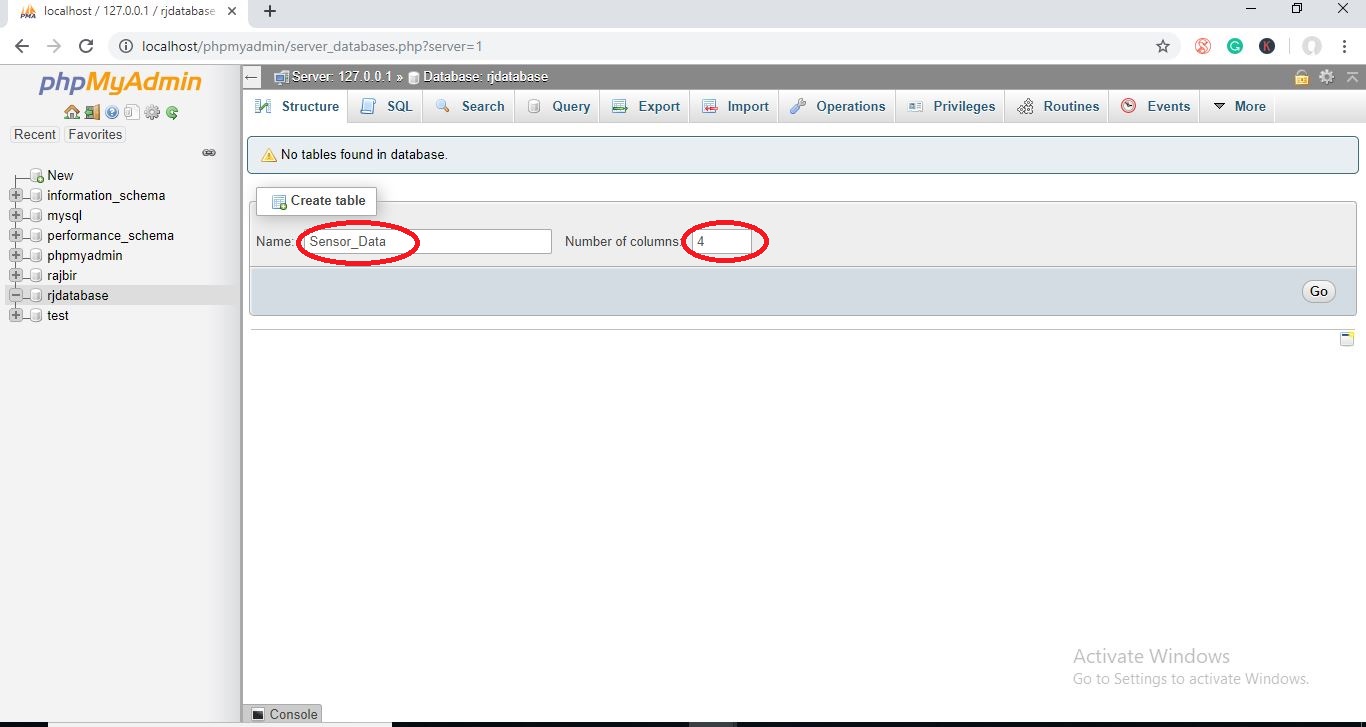 localhost / 127.0.0.1 / rjdatabase
localhost/phpmyadmin/server_databases.php?server=1
phpMyAdmin
Recent Favorites
New
information_schema
mysql
performance_schema
phpmyadmin
rajbir
rjdatabase
test
Server: 127.0.0.1 » Database: rjdatabase
Structure SQL Search Query Export Import Operations Privileges Routines Events More
No tables found in database.
Create table
Name: Sensor_Data Number of columns: 4
Go
Activate Windows
Go to Settings to activate Windows.
Console